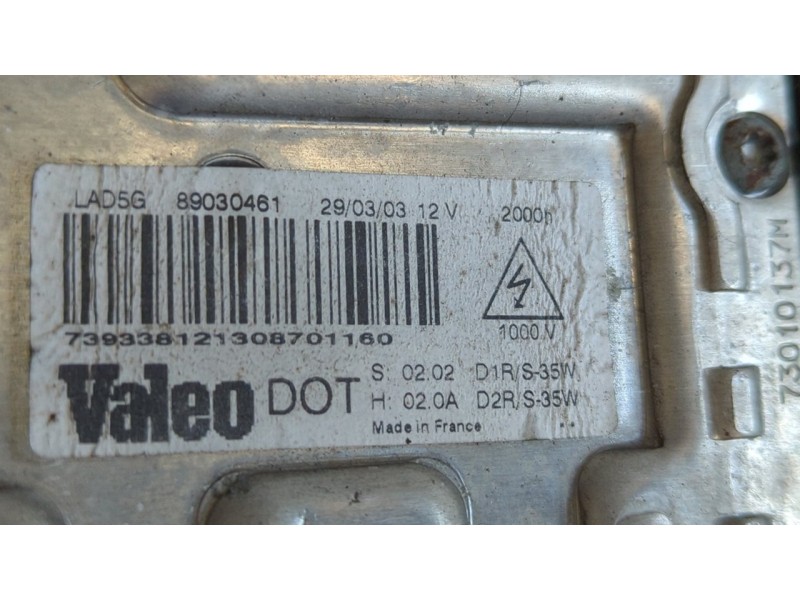 LAD5G 89030461 29/03/03 12 V 2000h
739338121308701160
1000 V
Valeo DOT
S: 02.02 D1R/S-35W
H: 02.0A D2R/S-35W
Made in France
73010137M